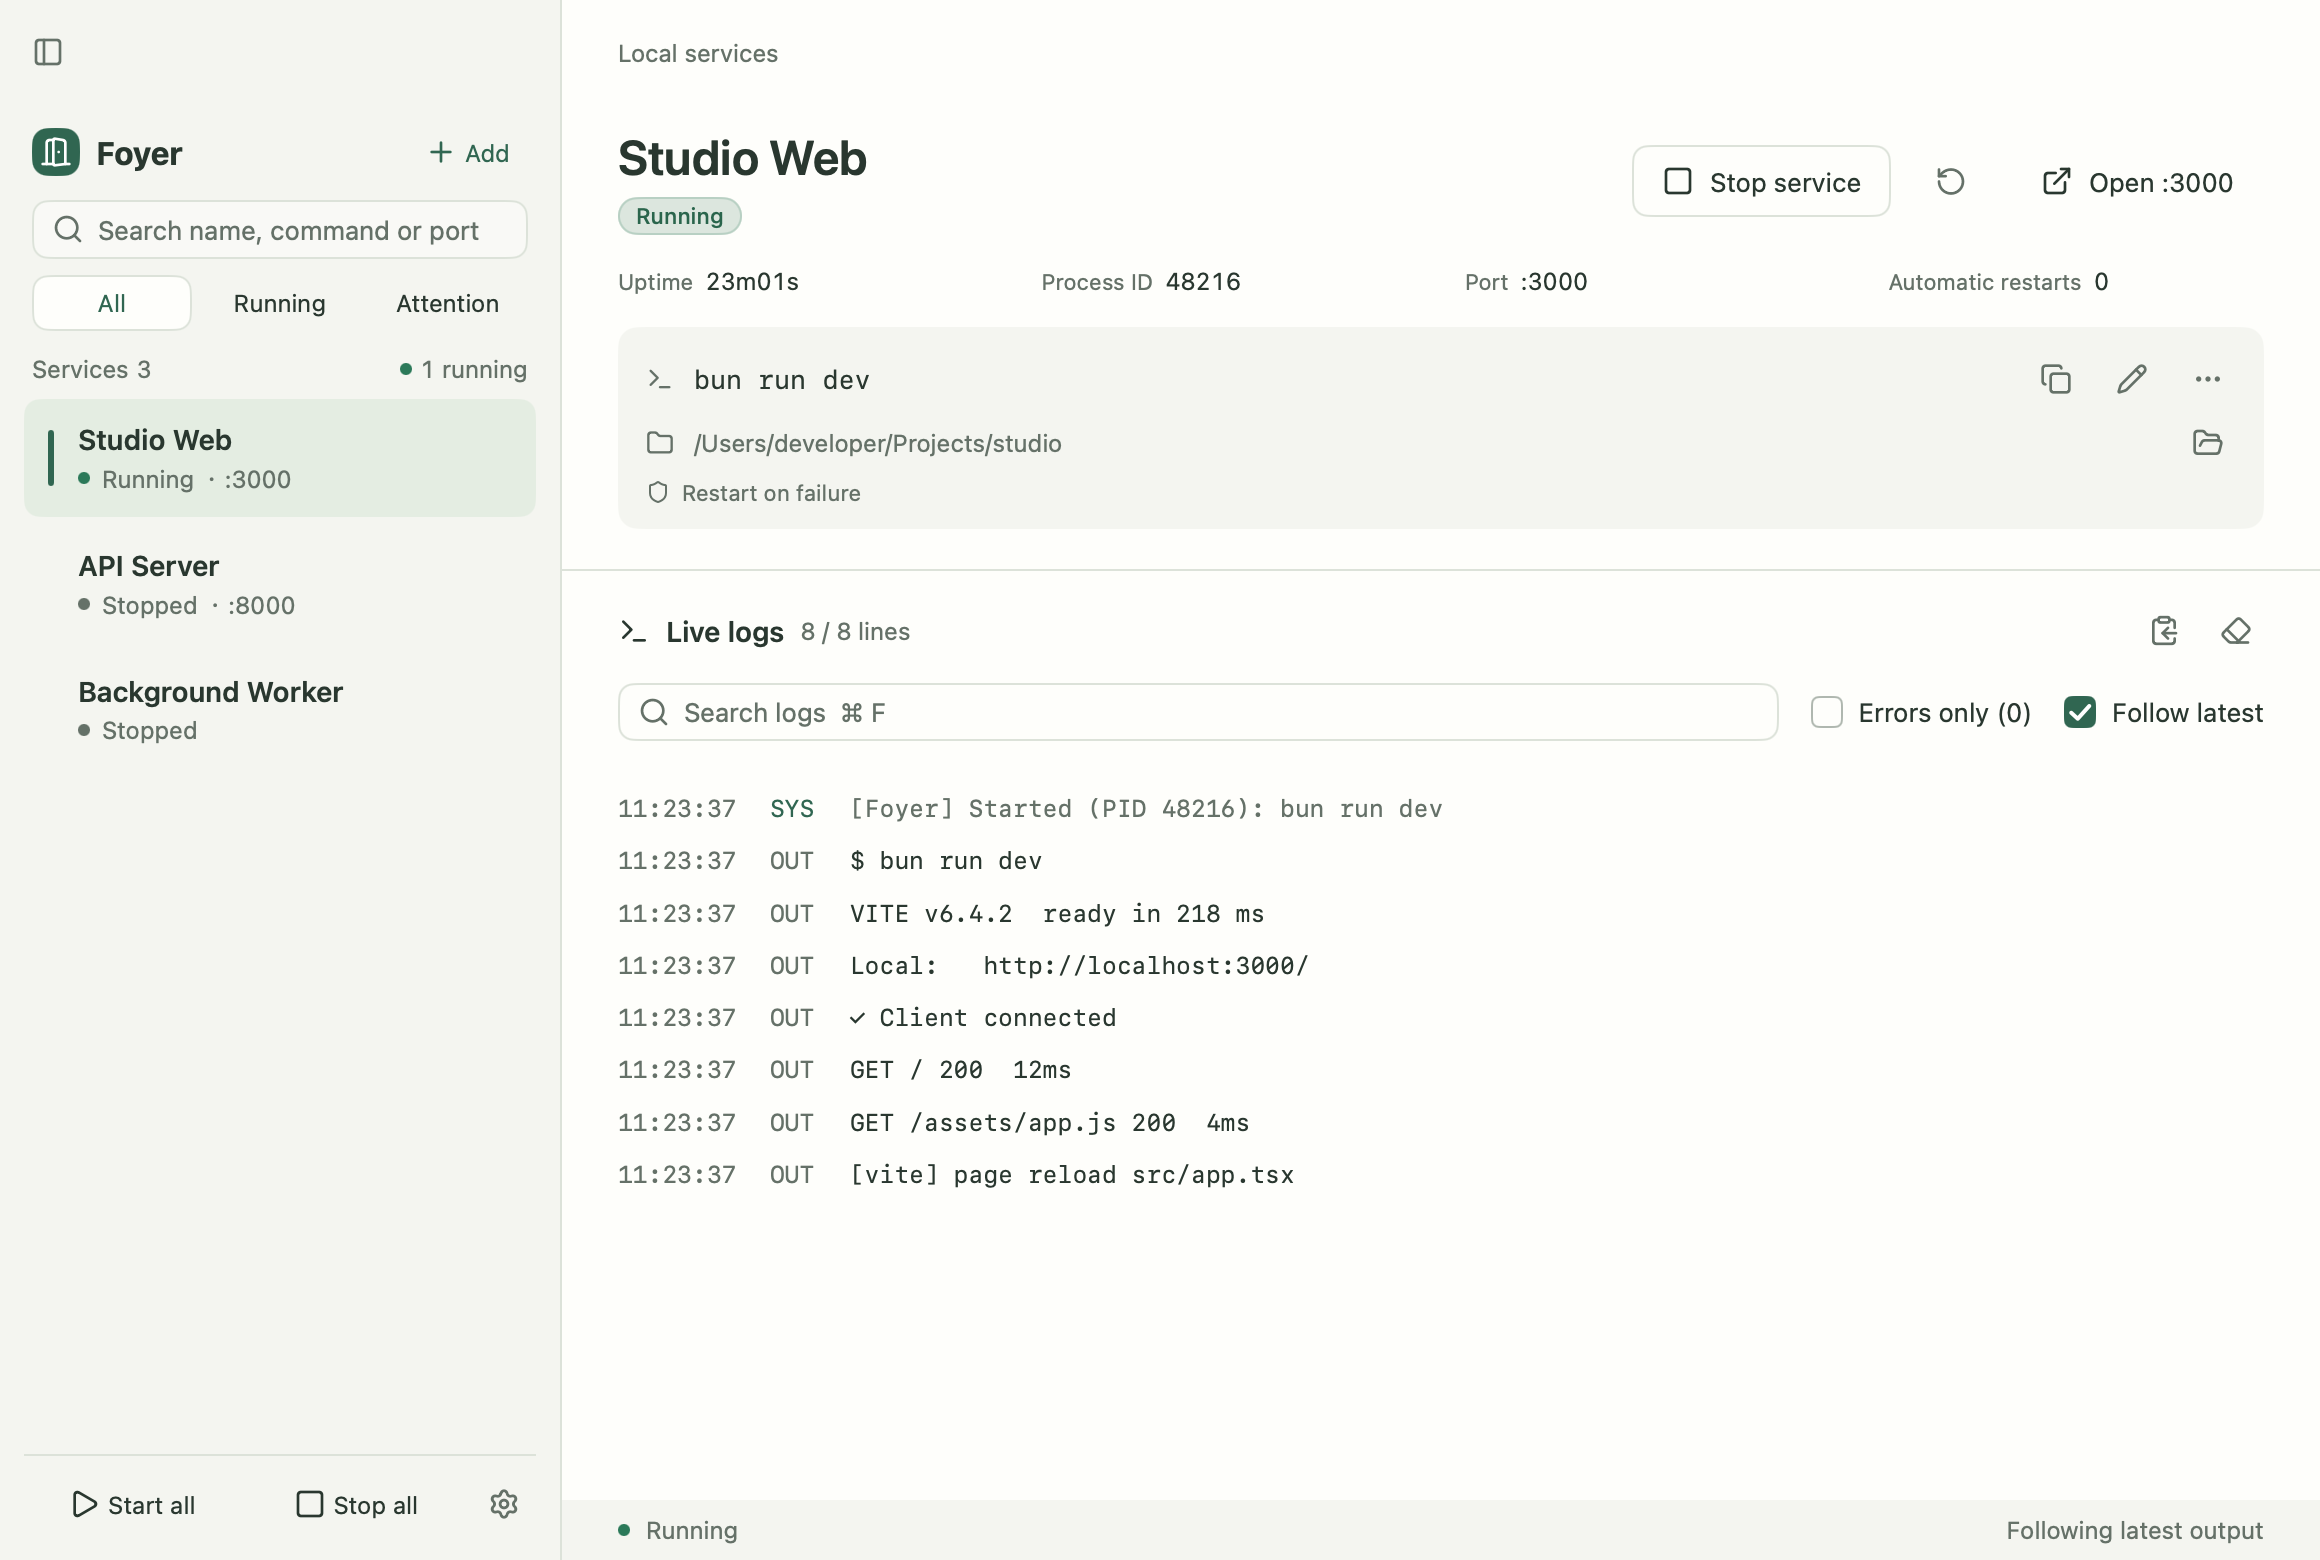 Foyer
+ Add
Search name, command or port
All Running Attention
Services 3 1 running
Studio Web
Running · :3000
API Server
Stopped · :8000
Background Worker
Stopped
Start all Stop all
Local services
Studio Web
Running
Stop service Open :3000
Uptime 23m01s Process ID 48216 Port :3000 Automatic restarts 0
bun run dev
/Users/developer/Projects/studio
Restart on failure
Live logs 8 / 8 lines
Search logs ⌘ F Errors only (0) Follow latest
11:23:37 SYS [Foyer] Started (PID 48216): bun run dev
11:23:37 OUT $ bun run dev
11:23:37 OUT VITE v6.4.2  ready in 218 ms
11:23:37 OUT Local:   http://localhost:3000/
11:23:37 OUT ✓ Client connected
11:23:37 OUT GET / 200  12ms
11:23:37 OUT GET /assets/app.js 200  4ms
11:23:37 OUT [vite] page reload src/app.tsx
Running Following latest output